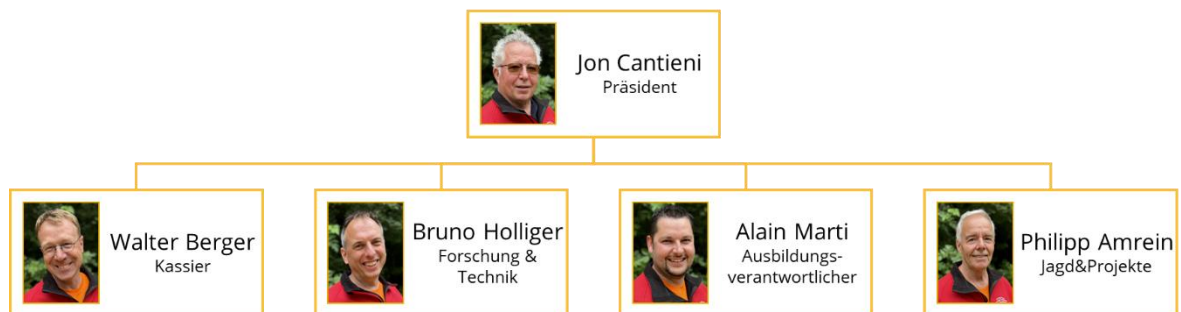 Jon Cantieni
Präsident
Walter Berger
Kassier
Bruno Holliger
Forschung &
Technik
Alain Marti
Ausbildungs-
verantwortlicher
Philipp Amrein
Jagd&Projekte